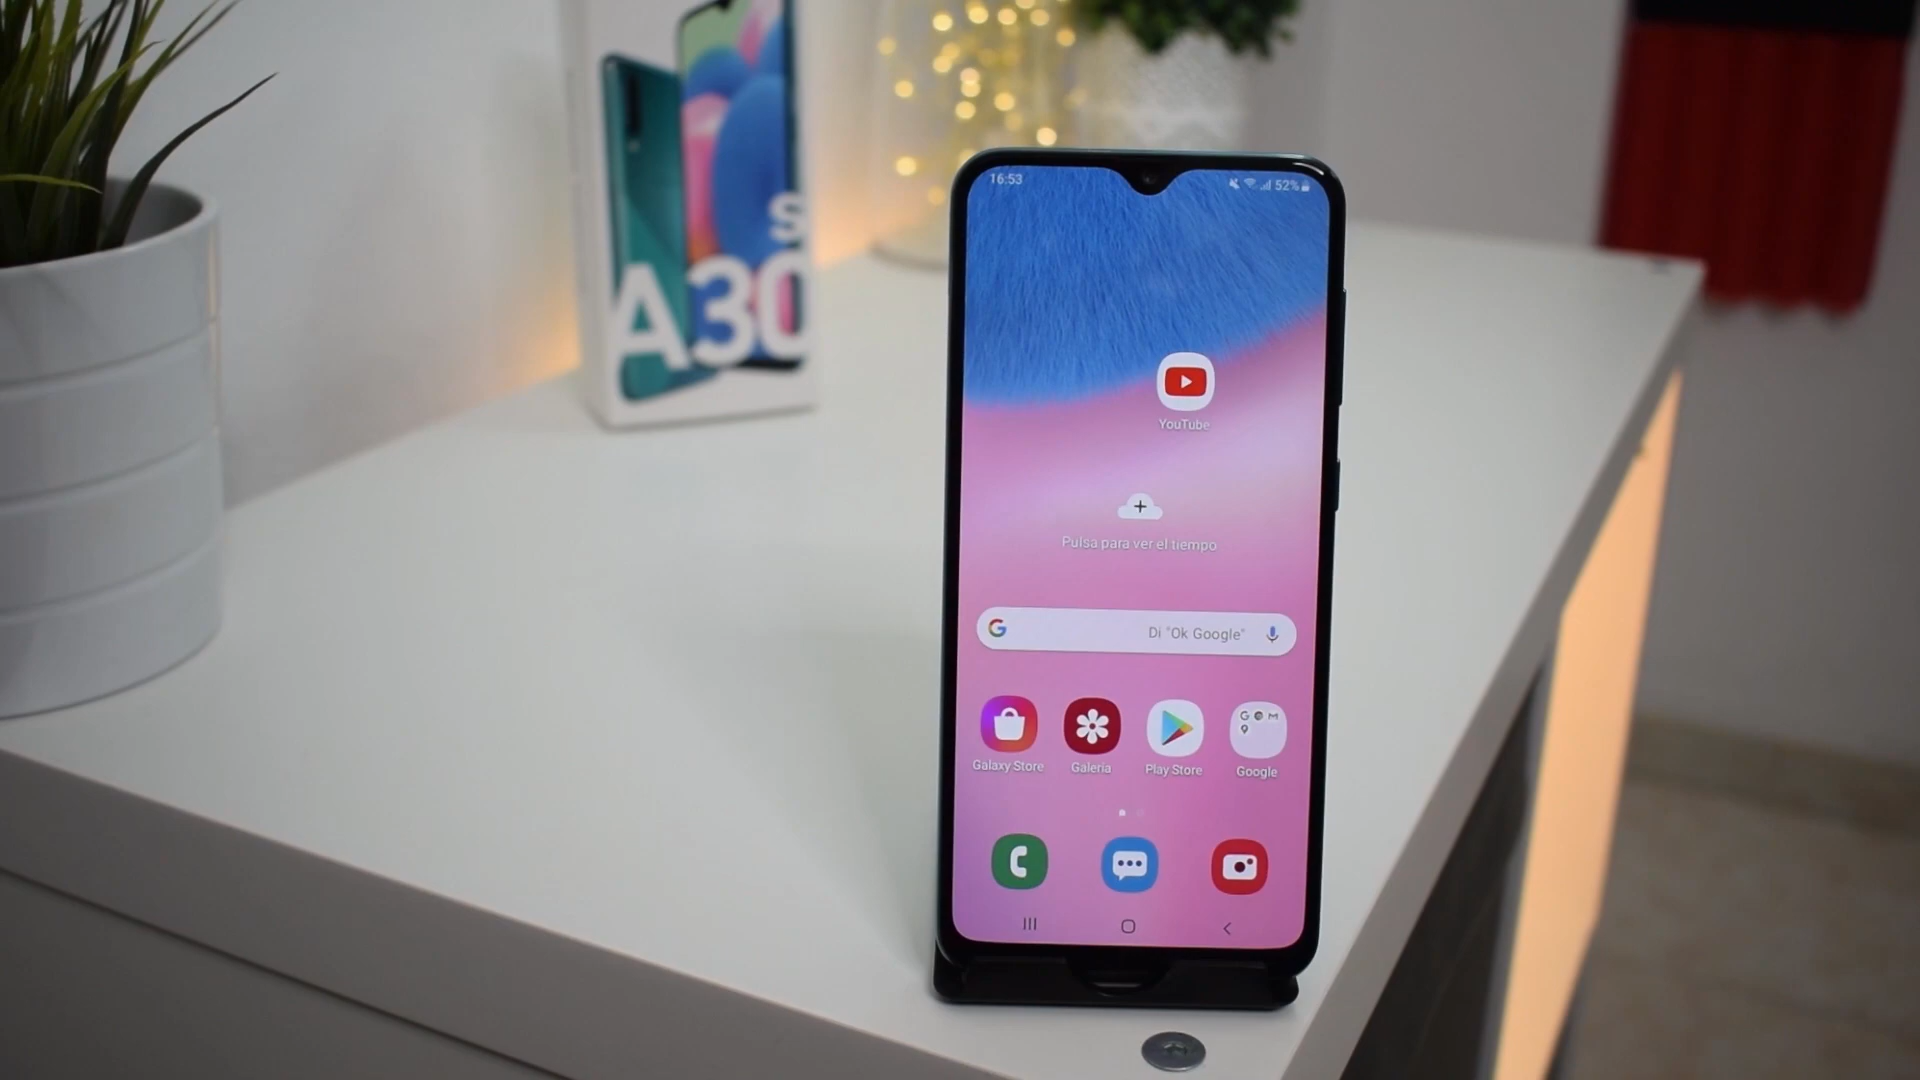 s
A30
16:53
52%
YouTube
Pulsa para ver el tiempo
G
Di "Ok Google"
Galaxy Store
Galería
Play Store
Google